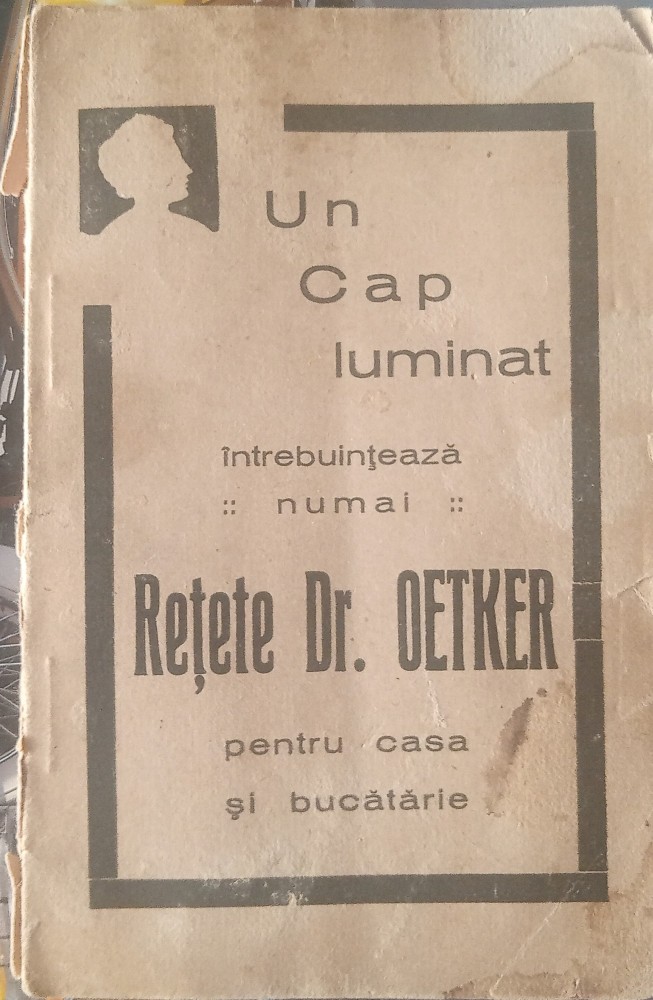 Un
Cap
luminat
întrebuinţează
:: numai ::
Reţete Dr. OETKER
pentru casa
şi bucătărie